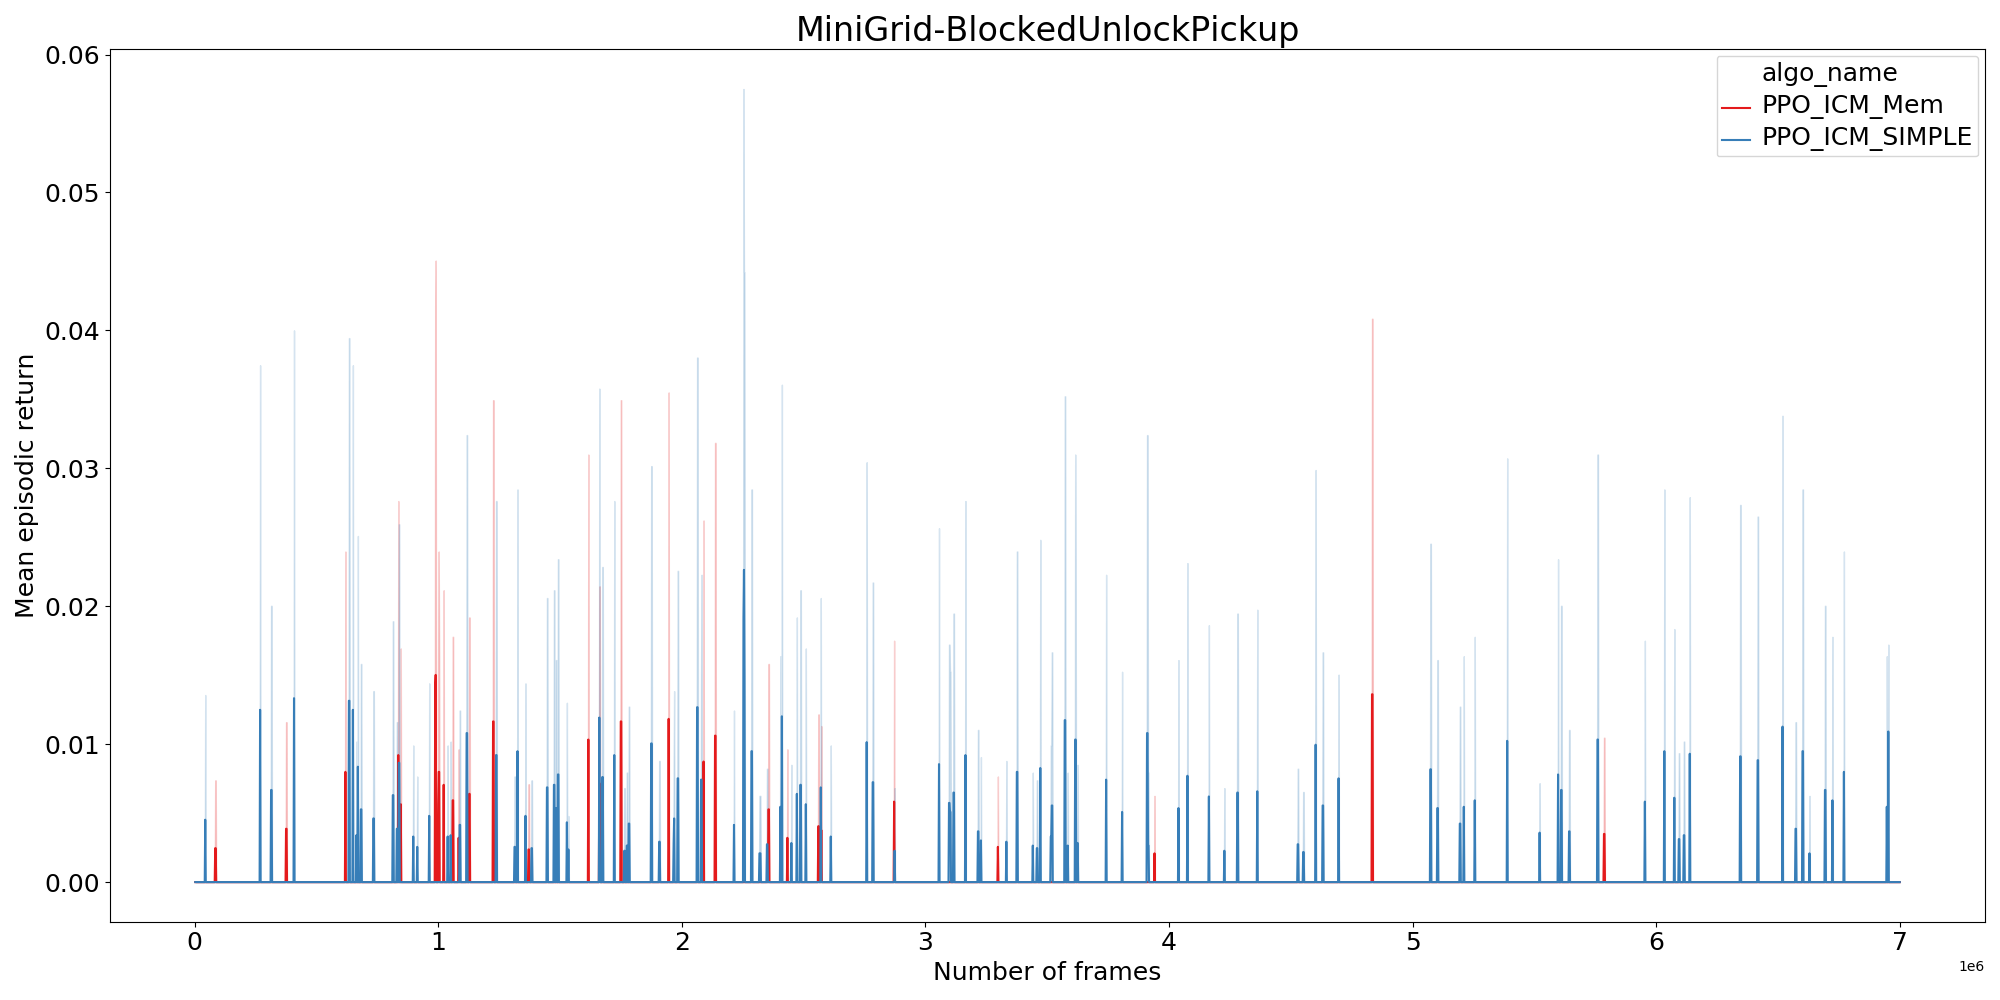 MiniGrid-BlockedUnlockPickup
algo_name
PPO_ICM_Mem
PPO_ICM_SIMPLE
Mean episodic return
0.06
0.05
0.04
0.03
0.02
0.01
0.00
0 1 2 3 4 5 6 7
1e6
Number of frames